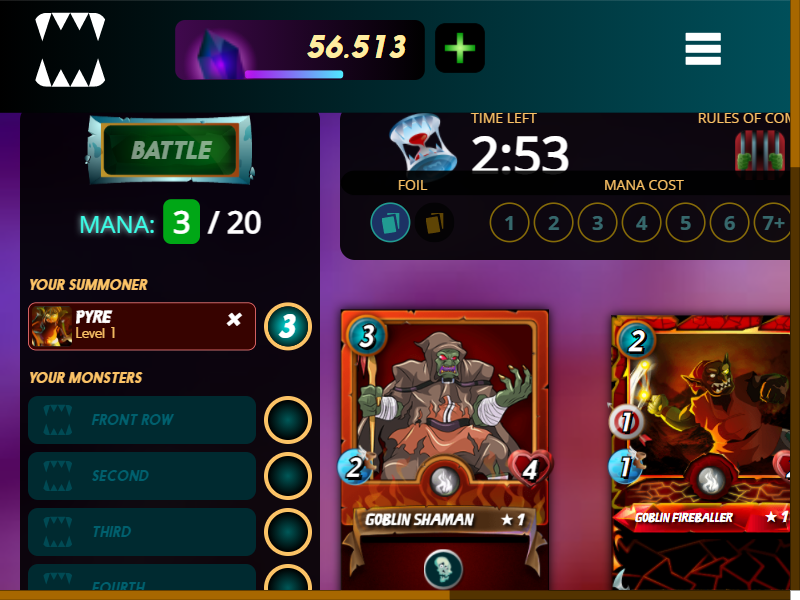 56.513
BATTLE
MANA: 3 / 20
YOUR SUMMONER
PYRE
Level 1
3
YOUR MONSTERS
FRONT ROW
SECOND
THIRD
FOURTH
TIME LEFT
2:53
RULES OF COM
FOIL
MANA COST
1 2 3 4 5 6 7+
3
2
4
GOBLIN SHAMAN ★ 1
2
1
1
GOBLIN FIREBALLER ★ 1